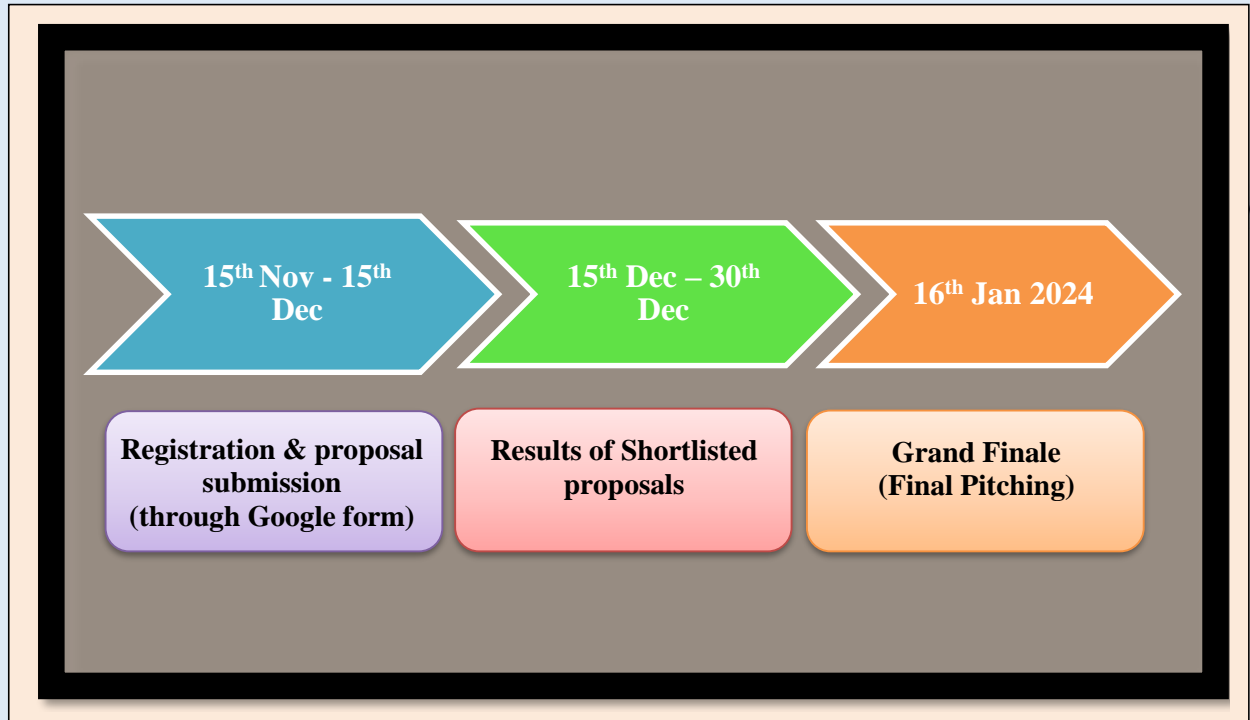 15th Nov - 15th
Dec
15th Dec – 30th
Dec
16th Jan 2024
Registration & proposal
submission
(through Google form)
Results of Shortlisted
proposals
Grand Finale
(Final Pitching)